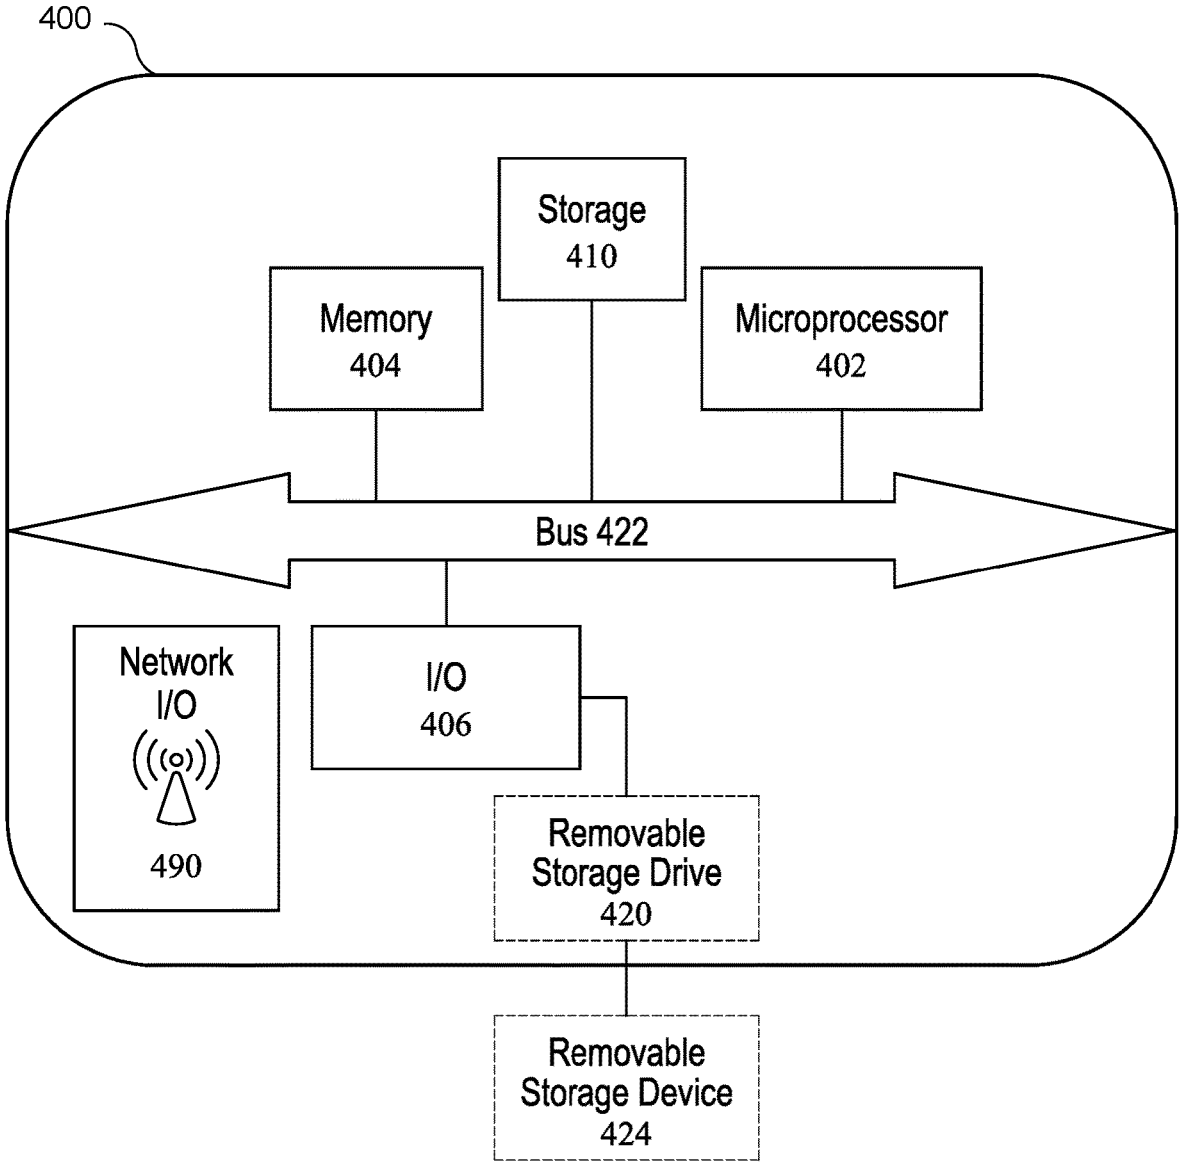 400
Storage
410
Memory
404
Microprocessor
402
Bus 422
Network
I/O
490
I/O
406
Removable
Storage Drive
420
Removable
Storage Device
424